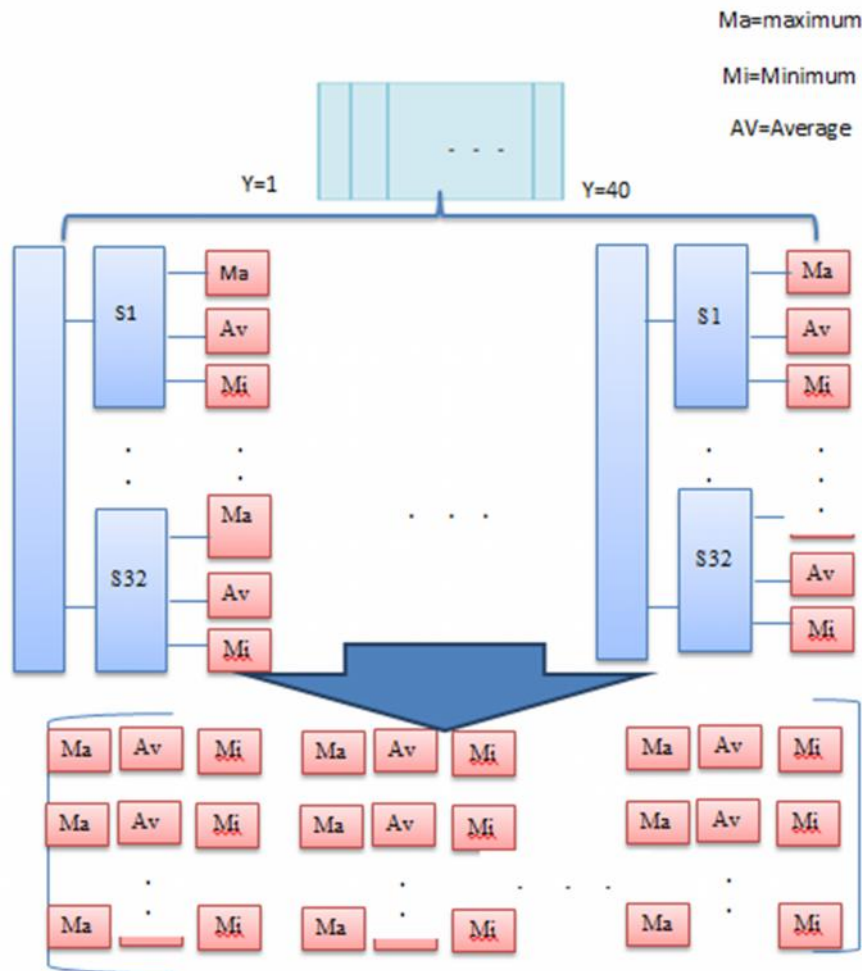 Ma=maximum
Mi=Minimum
AV=Average
. . .
Y=1 Y=40
Ma Ma
S1 Av S1 Av
Mi Mi
. . .
Ma
S32 Av S32 Av
Mi Mi
Ma Av Mi Ma Av Mi Ma Av Mi
Ma Av Mi Ma Av Mi Ma Av Mi
. . .
Ma Mi Ma Mi Ma Mi